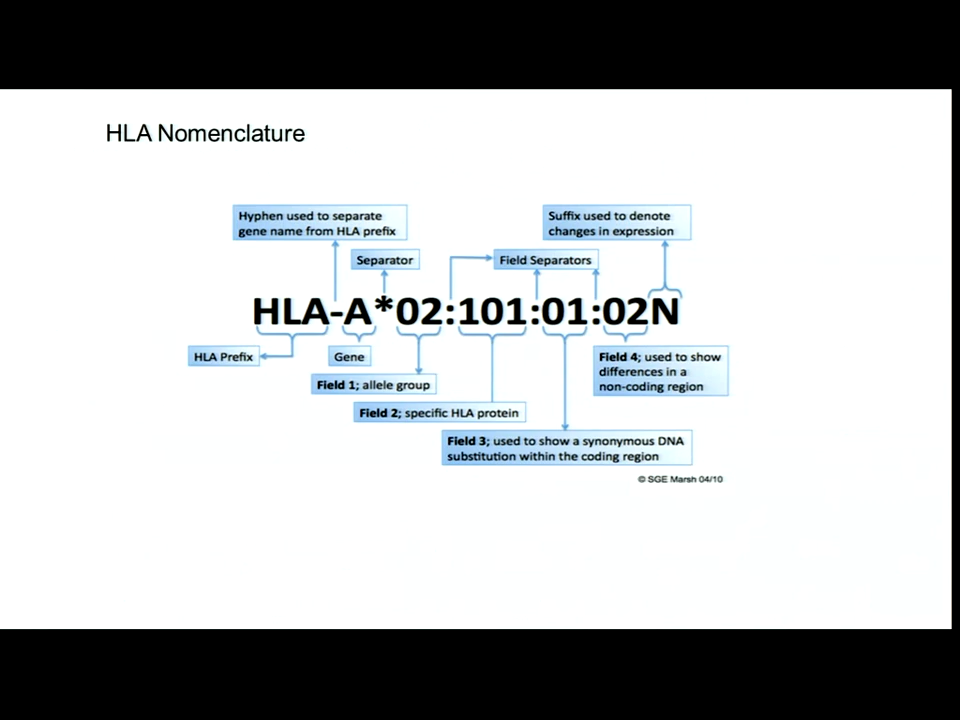 HLA Nomenclature
Hyphen used to separate
gene name from HLA prefix
Suffix used to denote
changes in expression
Separator
Field Separators
HLA-A*02:101:01:02N
HLA Prefix
Gene
Field 4; used to show
differences in a
non-coding region
Field 1; allele group
Field 2; specific HLA protein
Field 3; used to show a synonymous DNA
substitution within the coding region
© SGE Marsh 04/10